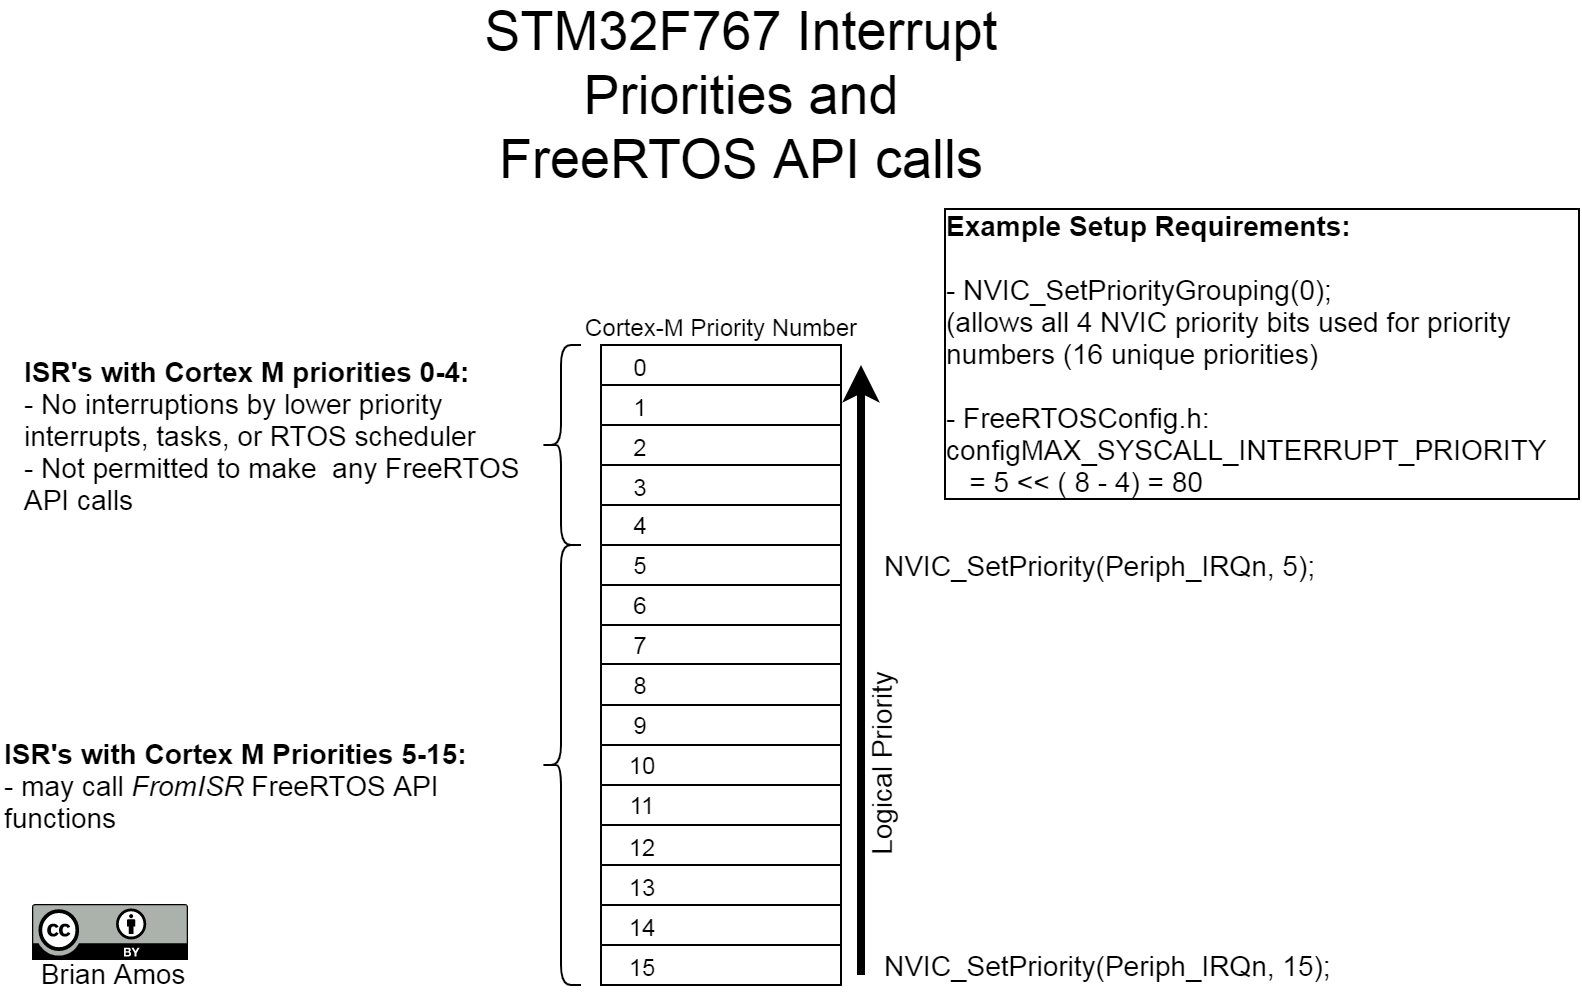 STM32F767 Interrupt
Priorities and
FreeRTOS API calls
Example Setup Requirements:
- NVIC_SetPriorityGrouping(0);
(allows all 4 NVIC priority bits used for priority
numbers (16 unique priorities)
- FreeRTOSConfig.h:
configMAX_SYSCALL_INTERRUPT_PRIORITY
= 5 << ( 8 - 4) = 80
Cortex-M Priority Number
0
1
2
3
4
5
6
7
8
9
10
11
12
13
14
15
ISR's with Cortex M priorities 0-4:
- No interruptions by lower priority
interrupts, tasks, or RTOS scheduler
- Not permitted to make  any FreeRTOS
API calls
ISR's with Cortex M Priorities 5-15:
- may call FromISR FreeRTOS API
functions
Logical Priority
NVIC_SetPriority(Periph_IRQn, 5);
NVIC_SetPriority(Periph_IRQn, 15);
cc
BY
Brian Amos